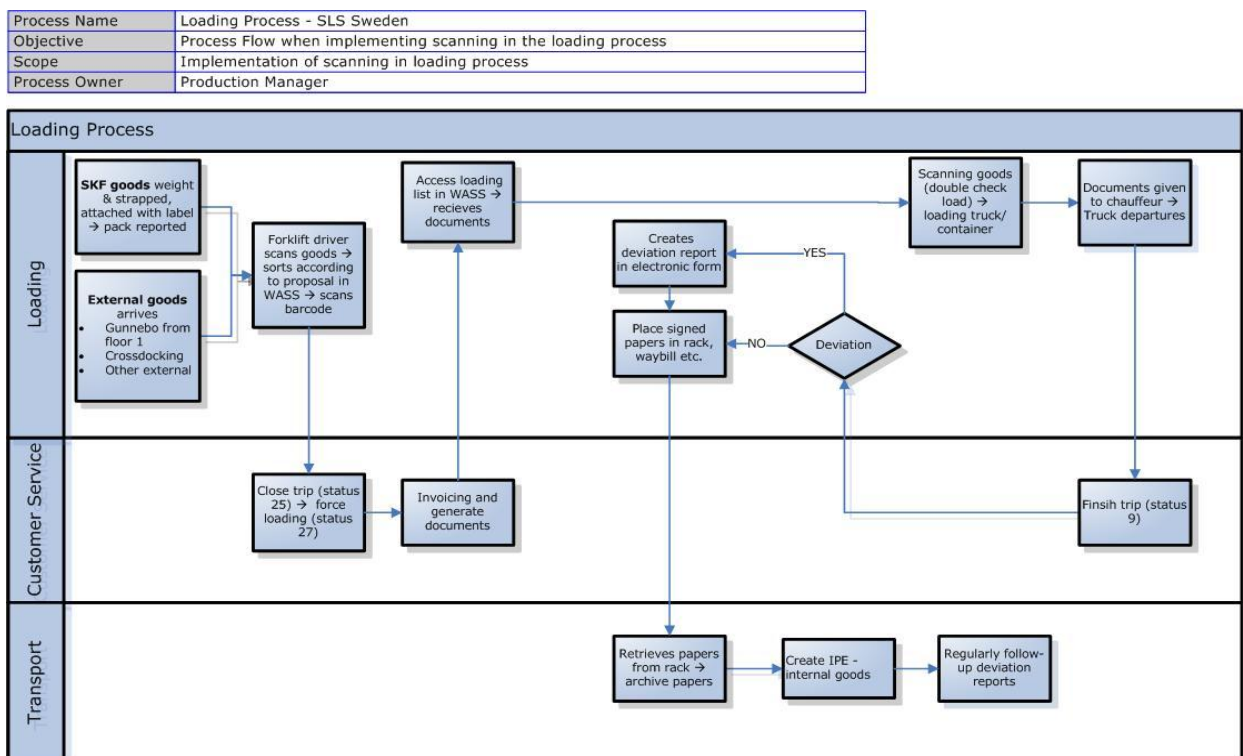 Process Name Loading Process - SLS Sweden
Objective Process Flow when implementing scanning in the loading process
Scope Implementation of scanning in loading process
Process Owner Production Manager
Loading Process
Loading
SKF goods weight
& strapped,
attached with label
→ pack reported
External goods
arrives
• Gunnebo from
floor 1
• Crossdocking
• Other external
Forklift driver
scans goods →
sorts according
to proposal in
WASS → scans
barcode
Access loading
list in WASS →
recieves
documents
Creates
deviation report
in electronic form
Place signed
papers in rack,
waybill etc.
YES
NO
Deviation
Scanning goods
(double check
load) →
loading truck/
container
Documents given
to chauffeur →
Truck departures
Customer Service
Close trip (status
25) → force
loading (status
27)
Invoicing and
generate
documents
Finsih trip (status
9)
Transport
Retrieves papers
from rack →
archive papers
Create IPE -
internal goods
Regularly follow-
up deviation
reports